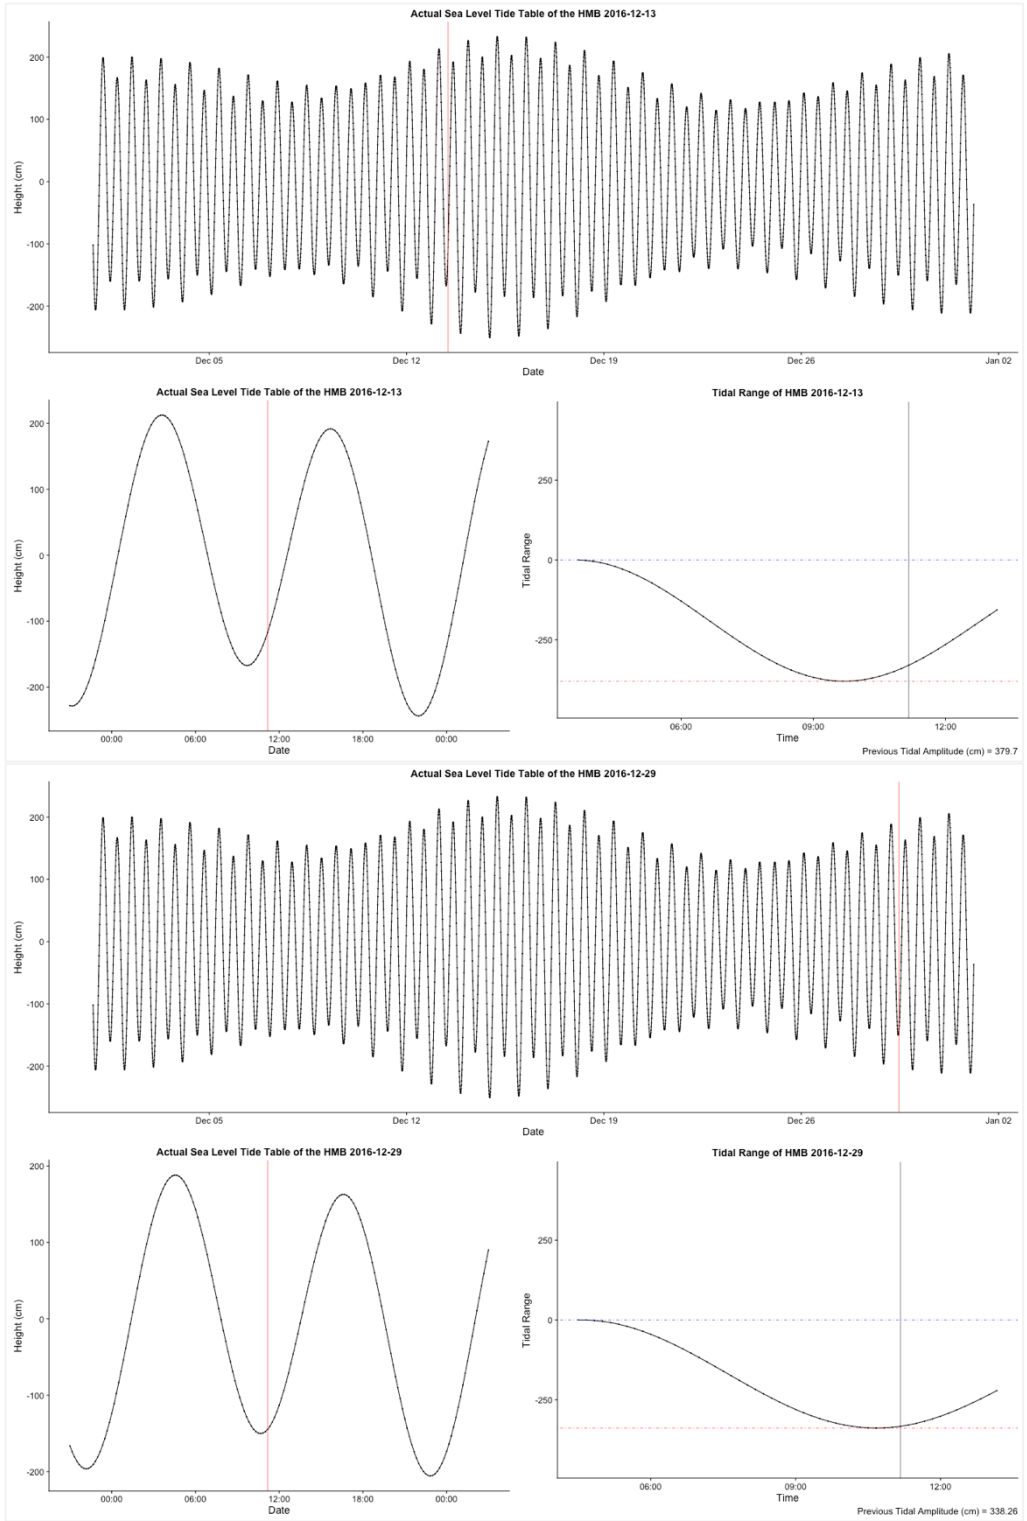 Actual Sea Level Tide Table of the HMB 2016-12-13
Height (cm)
200
100
0
-100
-200
Dec 05 Dec 12 Dec 19 Dec 26 Jan 02
Date
Actual Sea Level Tide Table of the HMB 2016-12-13
Height (cm)
200
100
0
-100
-200
00:00 06:00 12:00 18:00 00:00
Date
Tidal Range of HMB 2016-12-13
Tidal Range
250
0
-250
06:00 09:00 12:00
Time
Previous Tidal Amplitude (cm) = 379.7
Actual Sea Level Tide Table of the HMB 2016-12-29
Height (cm)
200
100
0
-100
-200
Dec 05 Dec 12 Dec 19 Dec 26 Jan 02
Date
Actual Sea Level Tide Table of the HMB 2016-12-29
Height (cm)
200
100
0
-100
-200
00:00 06:00 12:00 18:00 00:00
Date
Tidal Range of HMB 2016-12-29
Tidal Range
250
0
-250
06:00 09:00 12:00
Time
Previous Tidal Amplitude (cm) = 338.26